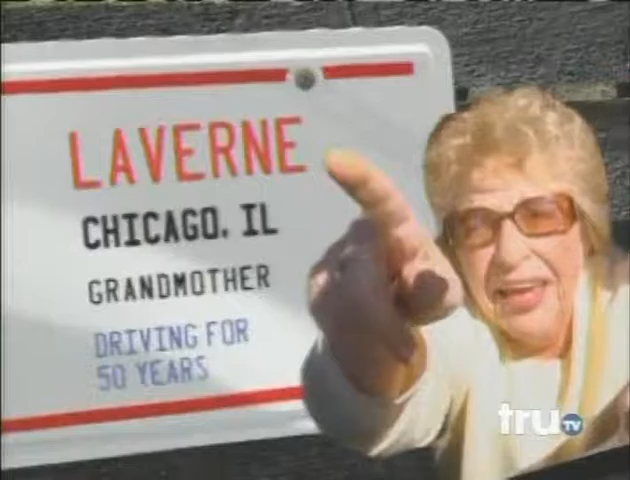 LAVERNE
CHICAGO, IL
GRANDMOTHER
DRIVING FOR
50 YEARS
truTV